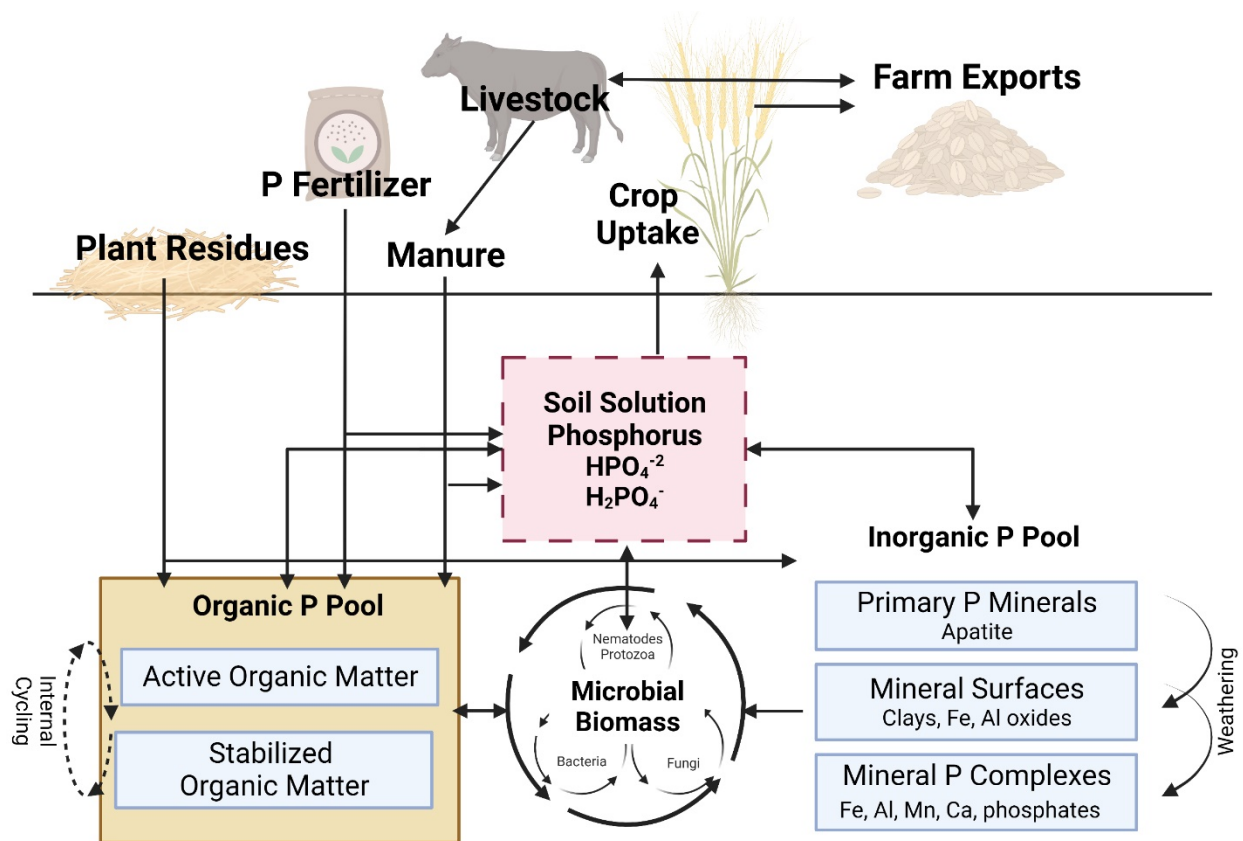 Livestock
Farm Exports
P Fertilizer
Crop
Uptake
Plant Residues
Manure
Soil Solution
Phosphorus
HPO₄⁻²
H₂PO₄⁻
Inorganic P Pool
Organic P Pool
Active Organic Matter
Stabilized
Organic Matter
Internal
Cycling
Nematodes
Protozoa
Microbial
Biomass
Bacteria
Fungi
Primary P Minerals
Apatite
Mineral Surfaces
Clays, Fe, Al oxides
Mineral P Complexes
Fe, Al, Mn, Ca, phosphates
Weathering